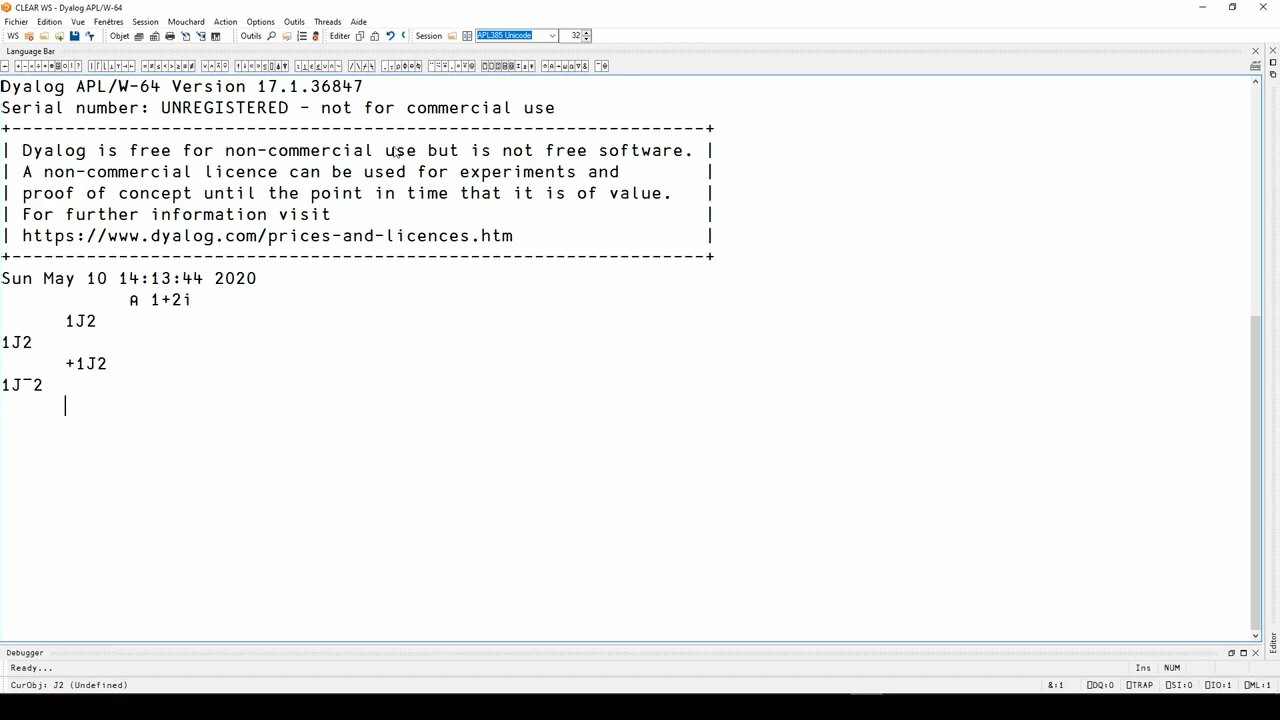 CLEAR WS - Dyalog APL/W-64
Fichier Edition Vue Fenêtres Session Mouchard Action Options Outils Threads Aide
WS Objet Outils Editer Session APL385 Unicode 32
Language Bar
Dyalog APL/W-64 Version 17.1.36847
Serial number: UNREGISTERED - not for commercial use
+-----------------------------------------------------------------+
| Dyalog is free for non-commercial use but is not free software. |
| A non-commercial licence can be used for experiments and |
| proof of concept until the point in time that it is of value. |
| For further information visit |
| https://www.dyalog.com/prices-and-licences.htm |
+-----------------------------------------------------------------+
Sun May 10 14:13:44 2020
⍝ 1+2i
1J2
1J2
+1J2
1J¯2
Debugger
Ready...
Ins NUM
CurObj: J2 (Undefined) &:1 ⎕DQ:0 ⎕TRAP ⎕SI:0 ⎕IO:1 ⎕ML:1
Editor